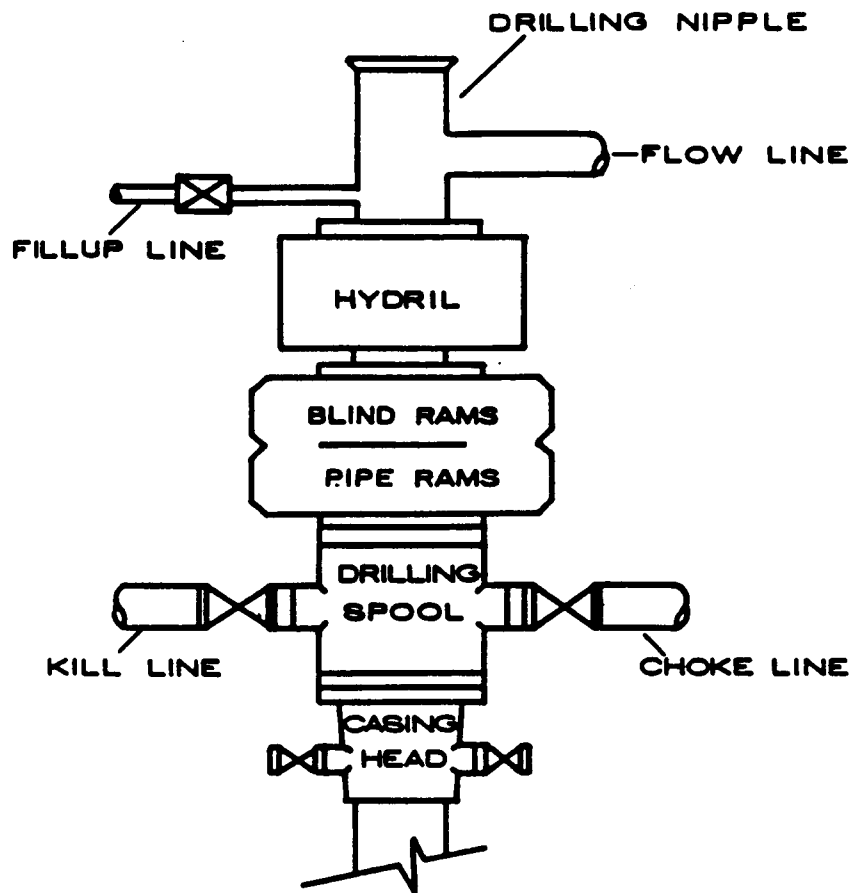 DRILLING NIPPLE
FLOW LINE
FILLUP LINE
HYDRIL
BLIND RAMS
PIPE RAMS
DRILLING
SPOOL
KILL LINE
CHOKE LINE
CASING
HEAD